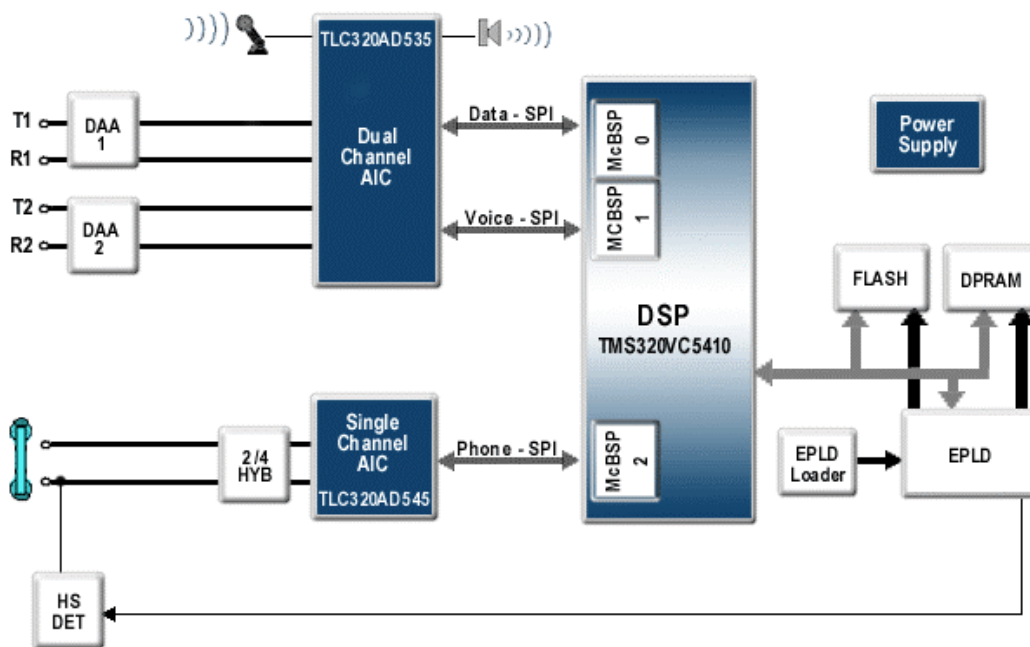 TLC320AD535
Dual
Channel
AIC
T1
R1
DAA
1
T2
R2
DAA
2
Data - SPI
Voice - SPI
McBSP
0
MCBSP
1
DSP
TMS320VC5410
McBSP
2
Power
Supply
FLASH
DPRAM
EPLD
Loader
EPLD
2/4
HYB
Single
Channel
AIC
TLC320AD545
Phone - SPI
HS
DET